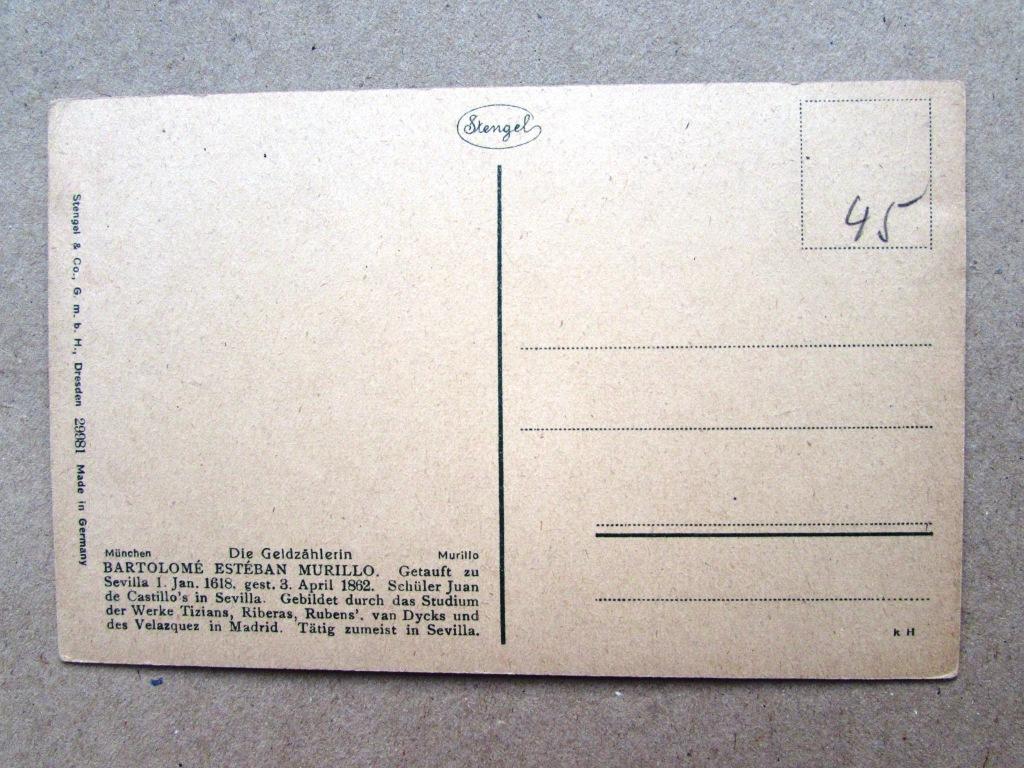 Stengel
45
Stengel & Co., G. m. b. H., Dresden 29981 Made in Germany
München Die Geldzählerin Murillo
BARTOLOMÉ ESTÉBAN MURILLO. Getauft zu
Sevilla 1. Jan. 1618. gest. 3. April 1862. Schüler Juan
de Castillo's in Sevilla. Gebildet durch das Studium
der Werke Tizians, Riberas, Rubens'. van Dycks und
des Velazquez in Madrid. Tätig zumeist in Sevilla.
k H